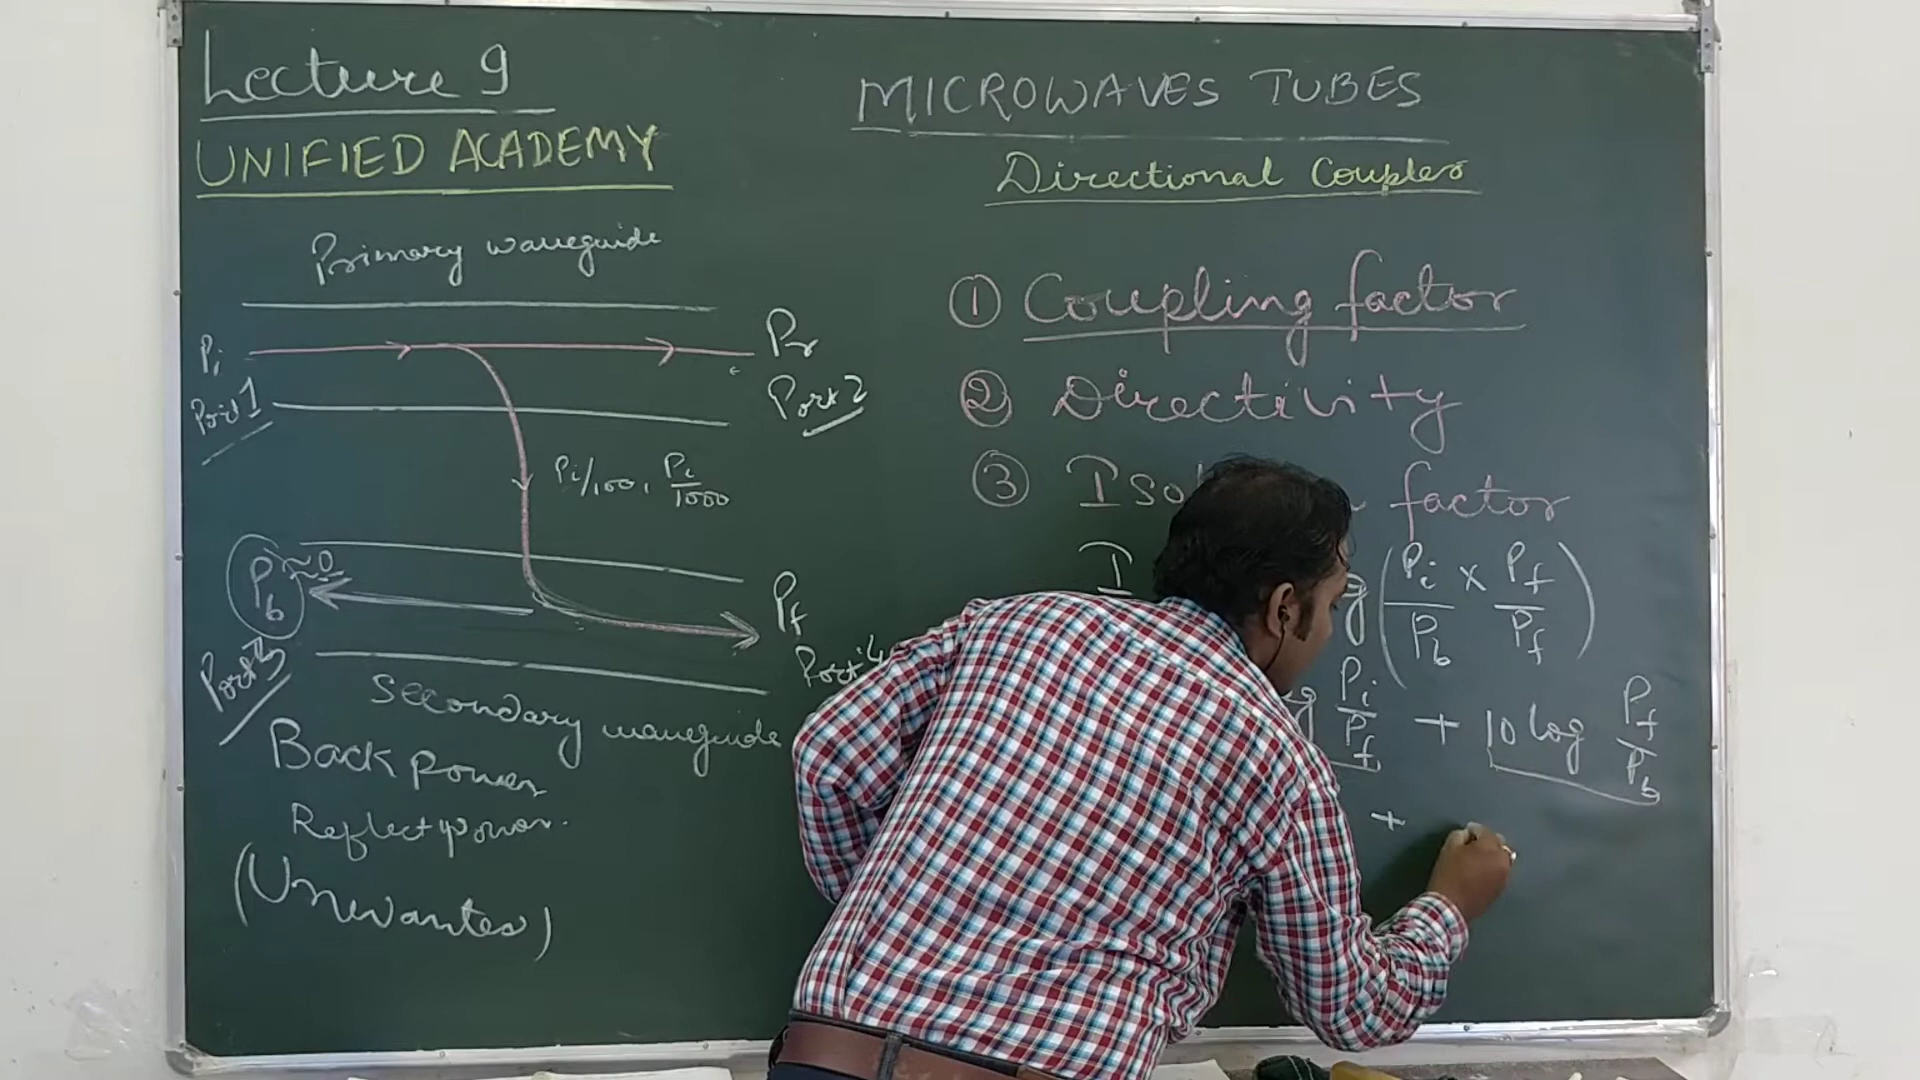 Lecture 9
UNIFIED ACADEMY
Primary waveguide
Pi
Port 1
Pr
Port 2
Pi/100, Pi/1000
Pb ≈0
Port 3
Pf
Port 4
Secondary waveguide
Back power
Reflect power.
(Unwanted)
MICROWAVES TUBES
Directional Coupler
① Coupling factor
② Directivity
③ factor
I
(Pi/Pb × Pf/Pf)
Pi/Pf + 10 log Pf/Pb
+